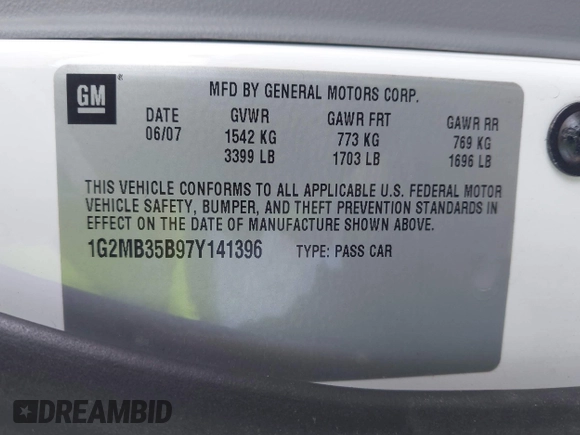 GM
MFD BY GENERAL MOTORS CORP.
DATE GVWR GAWR FRT GAWR RR
06/07 1542 KG 773 KG 769 KG
3399 LB 1703 LB 1696 LB
THIS VEHICLE CONFORMS TO ALL APPLICABLE U.S. FEDERAL MOTOR
VEHICLE SAFETY, BUMPER, AND THEFT PREVENTION STANDARDS IN
EFFECT ON THE DATE OF MANUFACTURE SHOWN ABOVE.
1G2MB35B97Y141396 TYPE: PASS CAR
DREAMBID